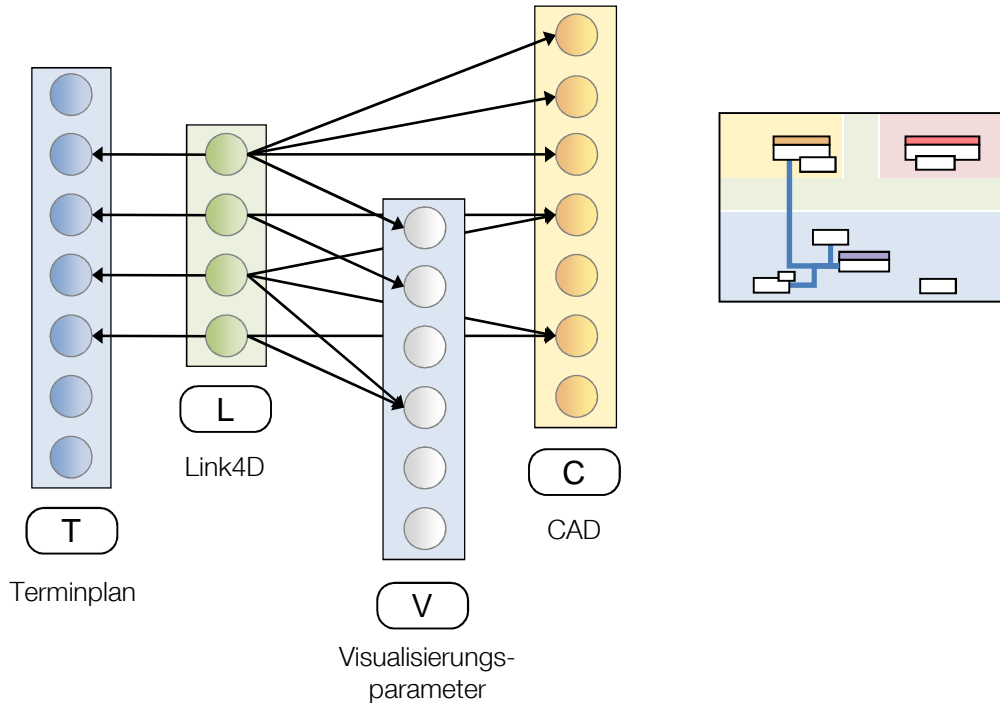 L
Link4D
C
CAD
T
Terminplan
V
Visualisierungs-
parameter